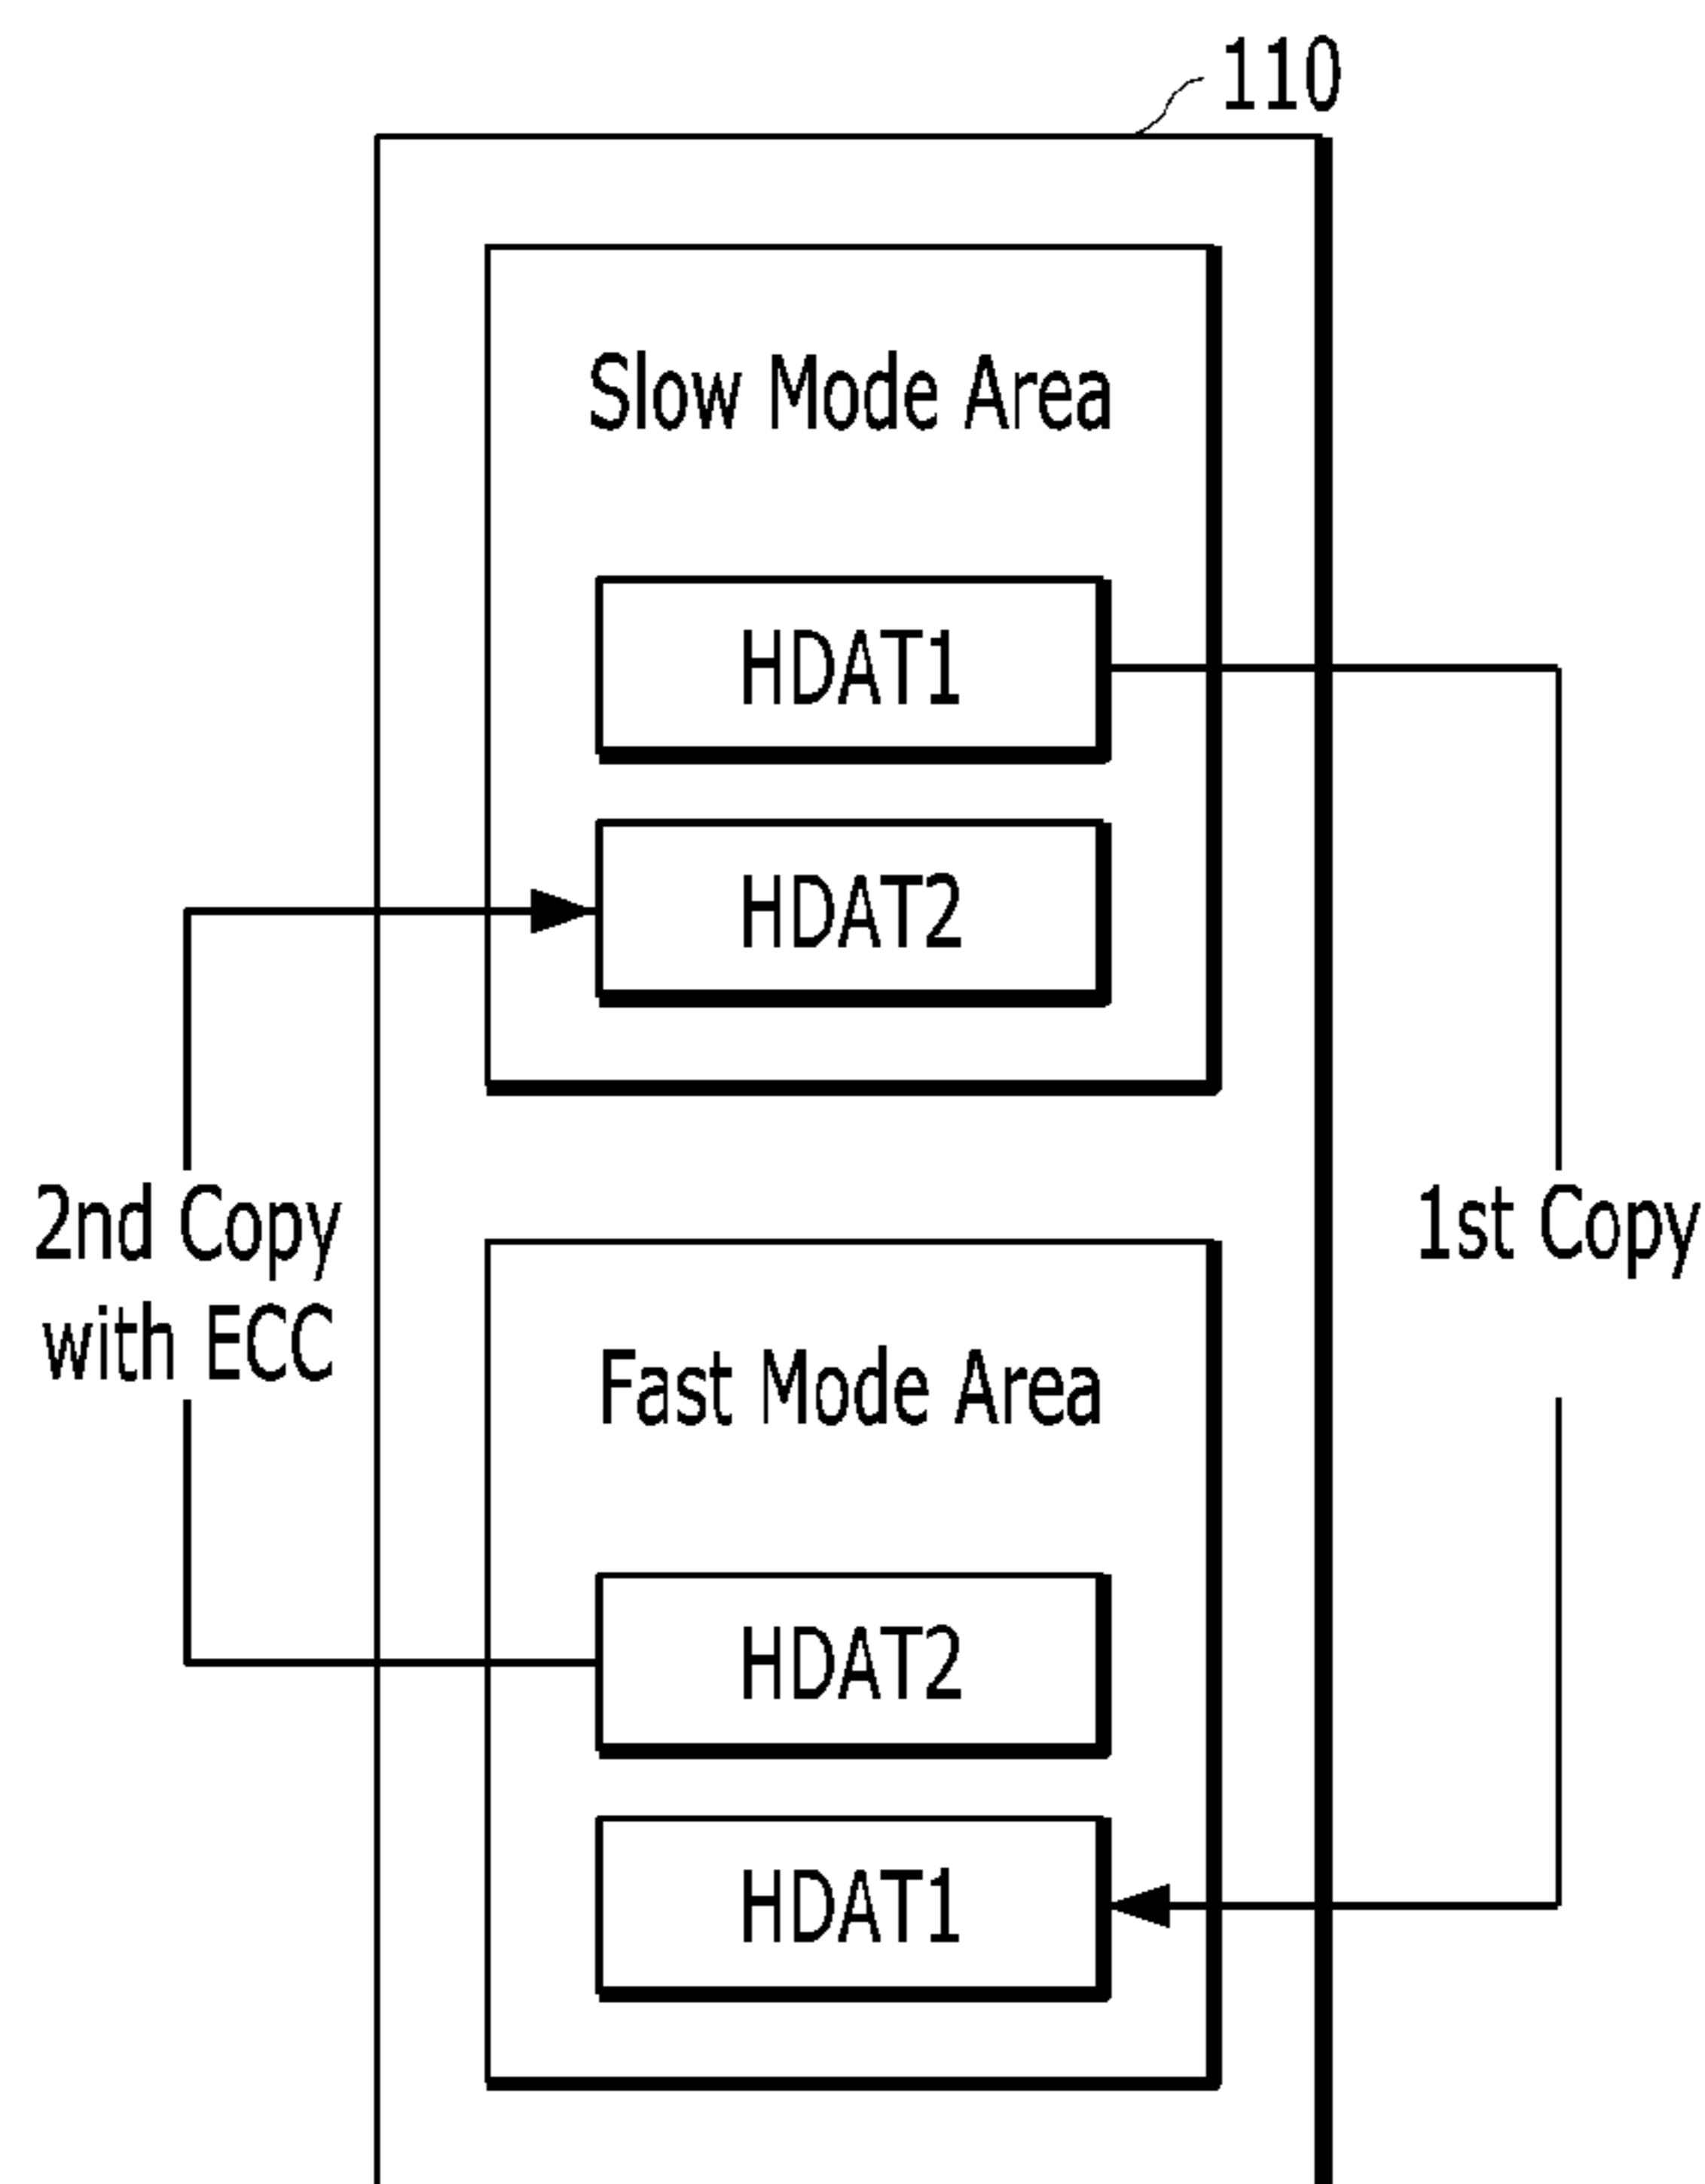 110
Slow Mode Area
HDAT1
HDAT2
2nd Copy
with ECC
1st Copy
Fast Mode Area
HDAT2
HDAT1